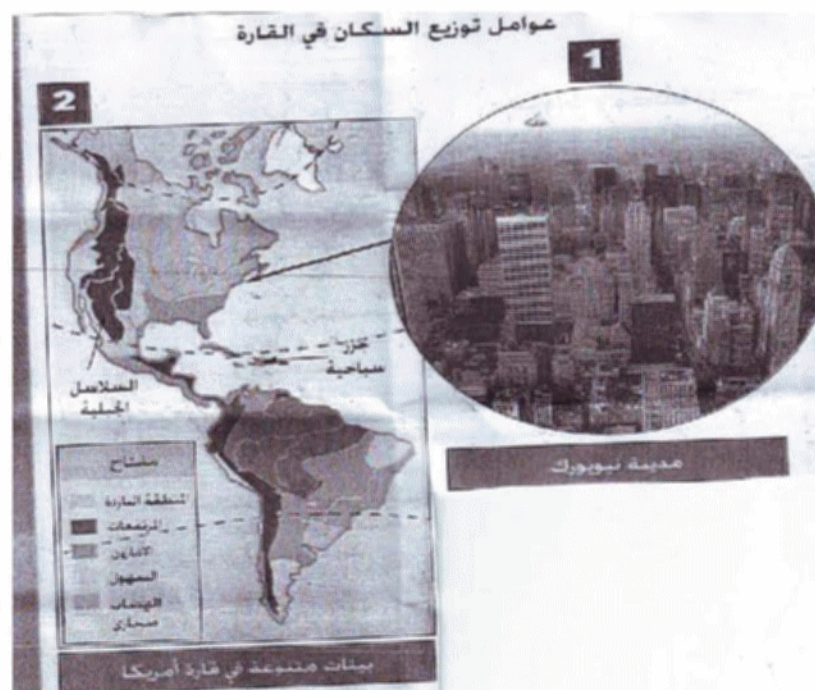 عوامل توزيع السكان في القارة
1
2
جزر
سياحية
السلاسل
الجبلية
مدينة نيويورك
مفتاح
المنطقة الباردة
المرتفعات
الأمازون
السهول
الهضاب
صحاري
بيئات متنوعة في قارة أمريكا